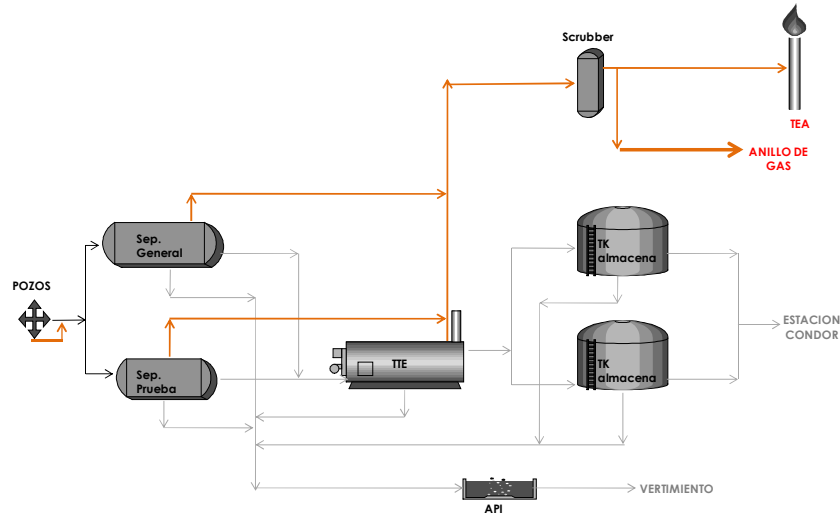 Scrubber
TEA
ANILLO DE
GAS
Sep.
General
TK
almacena
POZOS
ESTACION
CONDOR
TTE
Sep.
Prueba
TK
almacena
VERTIMIENTO
API